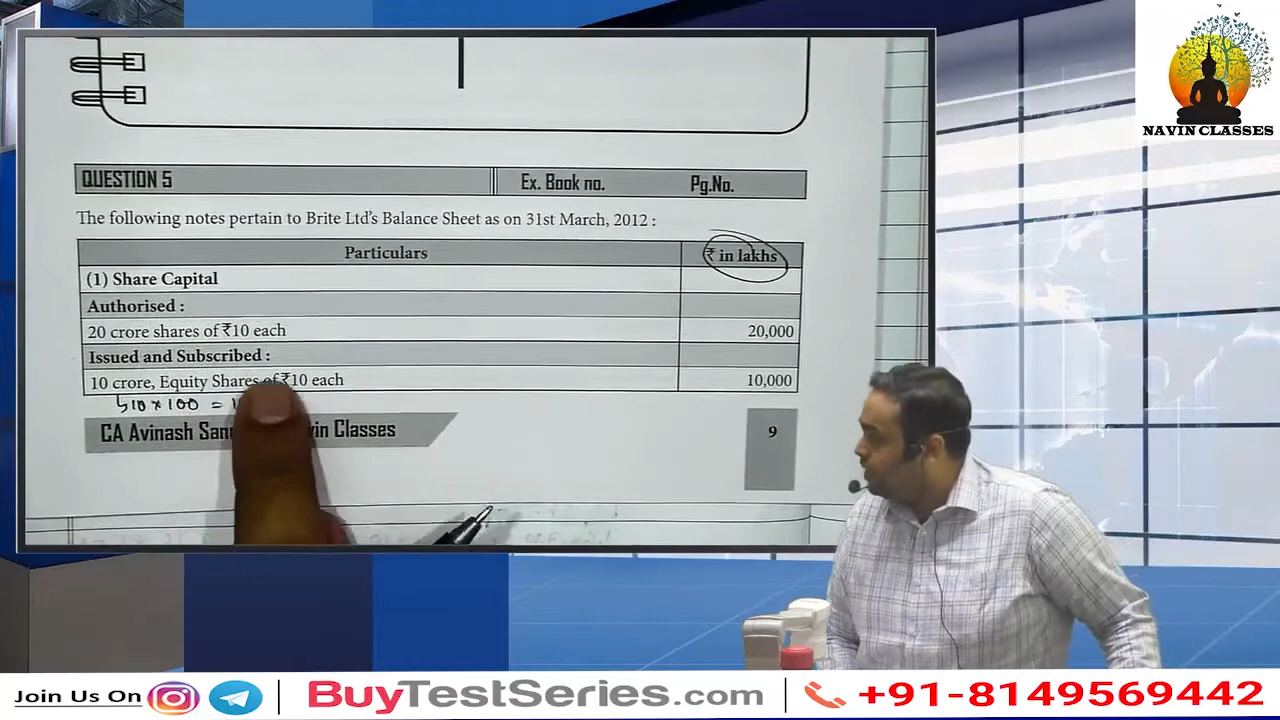 NAVIN CLASSES
QUESTION 5 Ex. Book no. Pg.No.
The following notes pertain to Brite Ltd's Balance Sheet as on 31st March, 2012 :
Particulars ₹ in lakhs
(1) Share Capital
Authorised :
20 crore shares of ₹10 each 20,000
Issued and Subscribed :
10 crore, Equity Shares of ₹10 each 10,000
CA Avinash Classes
9
Join Us On BuyTestSeries.com +91-8149569442